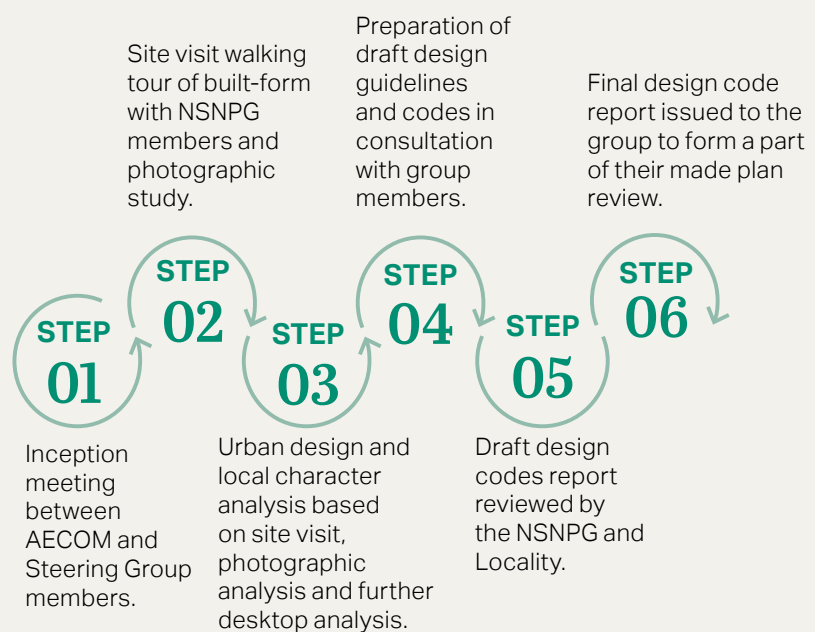 STEP
01
Inception
meeting
between
AECOM and
Steering Group
members.
Site visit walking
tour of built-form
with NSNPG
members and
photographic
study.
STEP
02
STEP
03
Urban design and
local character
analysis based
on site visit,
photographic
analysis and further
desktop analysis.
Preparation of
draft design
guidelines
and codes in
consultation
with group
members.
STEP
04
STEP
05
Draft design
codes report
reviewed by
the NSNPG and
Locality.
Final design code
report issued to the
group to form a part
of their made plan
review.
STEP
06